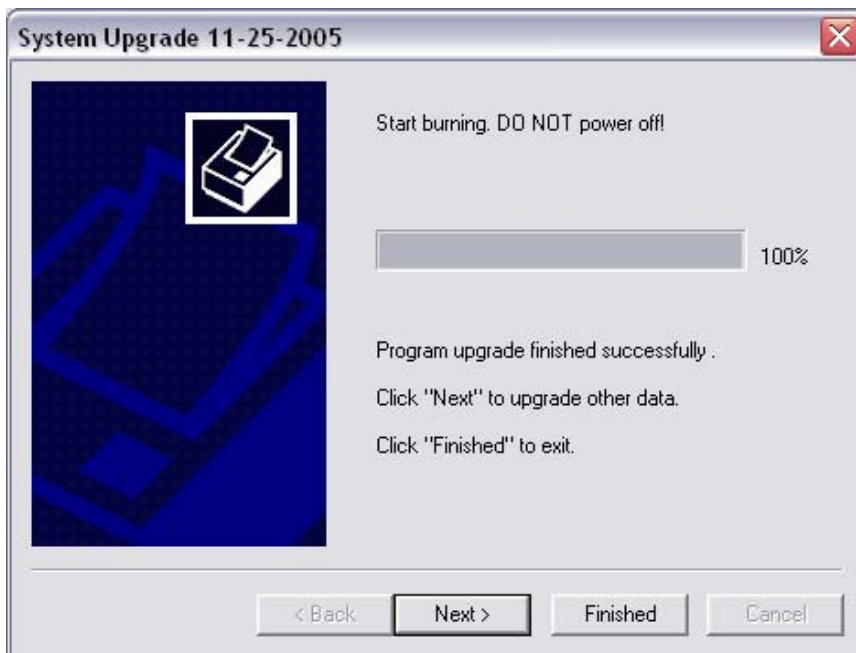 System Upgrade 11-25-2005
Start burning. DO NOT power off!
100%
Program upgrade finished successfully .
Click "Next" to upgrade other data.
Click "Finished" to exit.
< Back Next > Finished Cancel